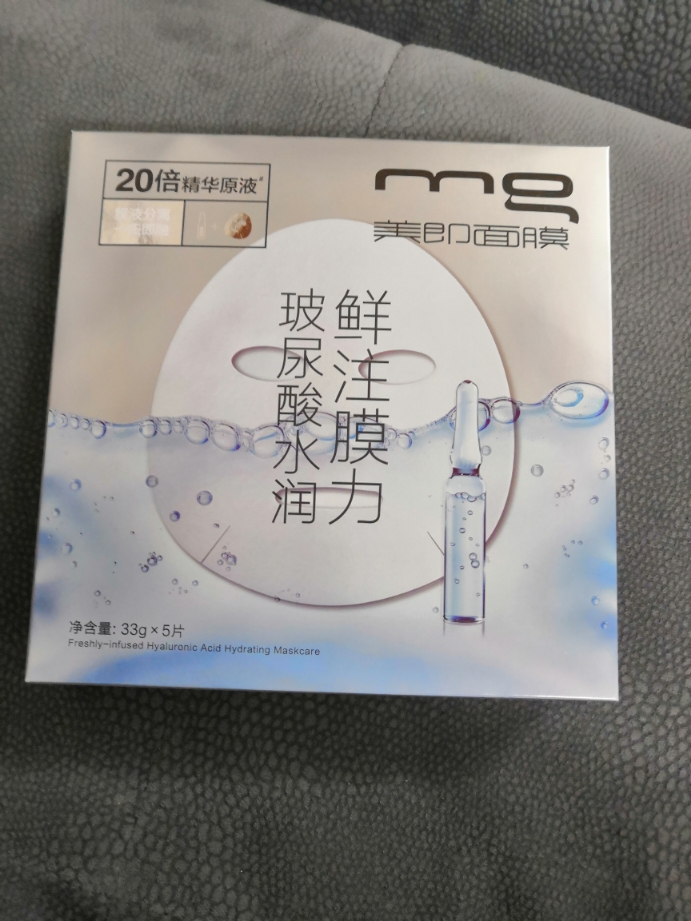 20倍精华原液#
mg
美即面膜
鲜注膜力
玻尿酸水润
净含量: 33g×5片
Freshly-infused Hyaluronic Acid Hydrating Maskcare